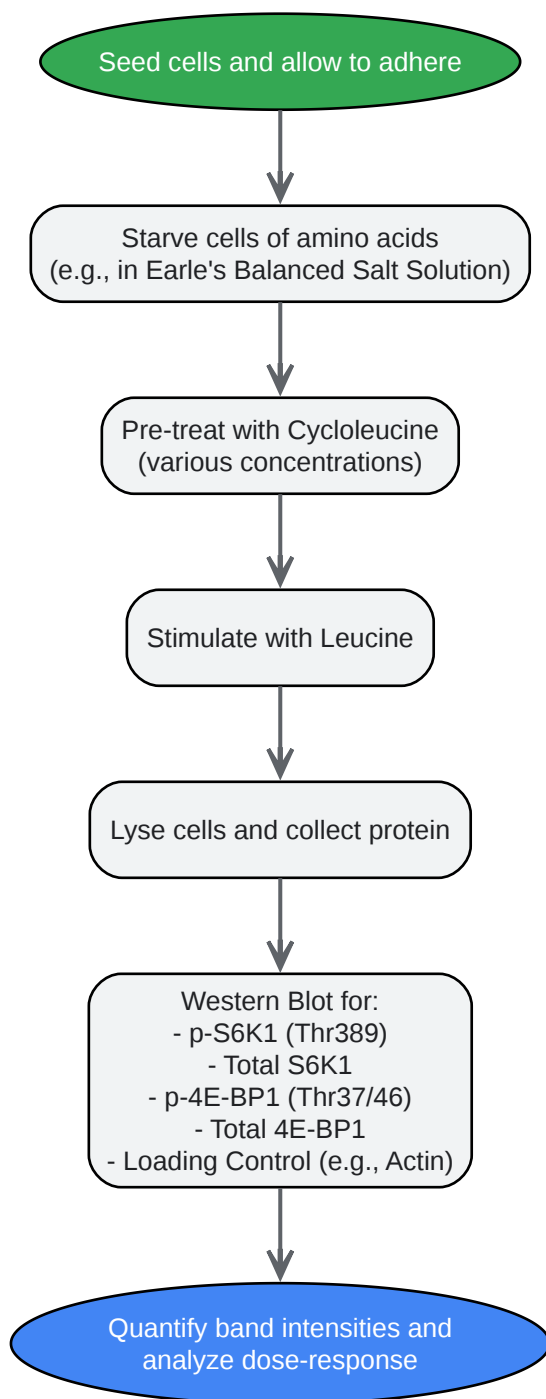 Seed cells and allow to adhere
Starve cells of amino acids
(e.g., in Earle's Balanced Salt Solution)
Pre-treat with Cycloleucine
(various concentrations)
Stimulate with Leucine
Lyse cells and collect protein
Western Blot for:
- p-S6K1 (Thr389)
- Total S6K1
- p-4E-BP1 (Thr37/46)
- Total 4E-BP1
- Loading Control (e.g., Actin)
Quantify band intensities and
analyze dose-response